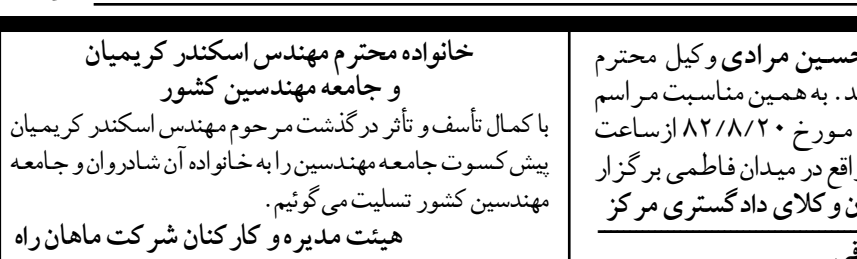 حسین مرادی وکیل محترم
د. به همین مناسبت مراسم
مورخ ۸۲/۸/۲۰ از ساعت
واقع در میدان فاطمی برگزار
ن وکلای دادگستری مرکز
خانواده محترم مهندس اسکندر کریمیان
و جامعه مهندسین کشور
با کمال تأسف و تأثر درگذشت مرحوم مهندس اسکندر کریمیان
پیش‌کسوت جامعه مهندسین را به خانواده آن شادروان و جامعه
مهندسین کشور تسلیت می‌گوئیم.
هیئت مدیره و کارکنان شرکت ماهان راه